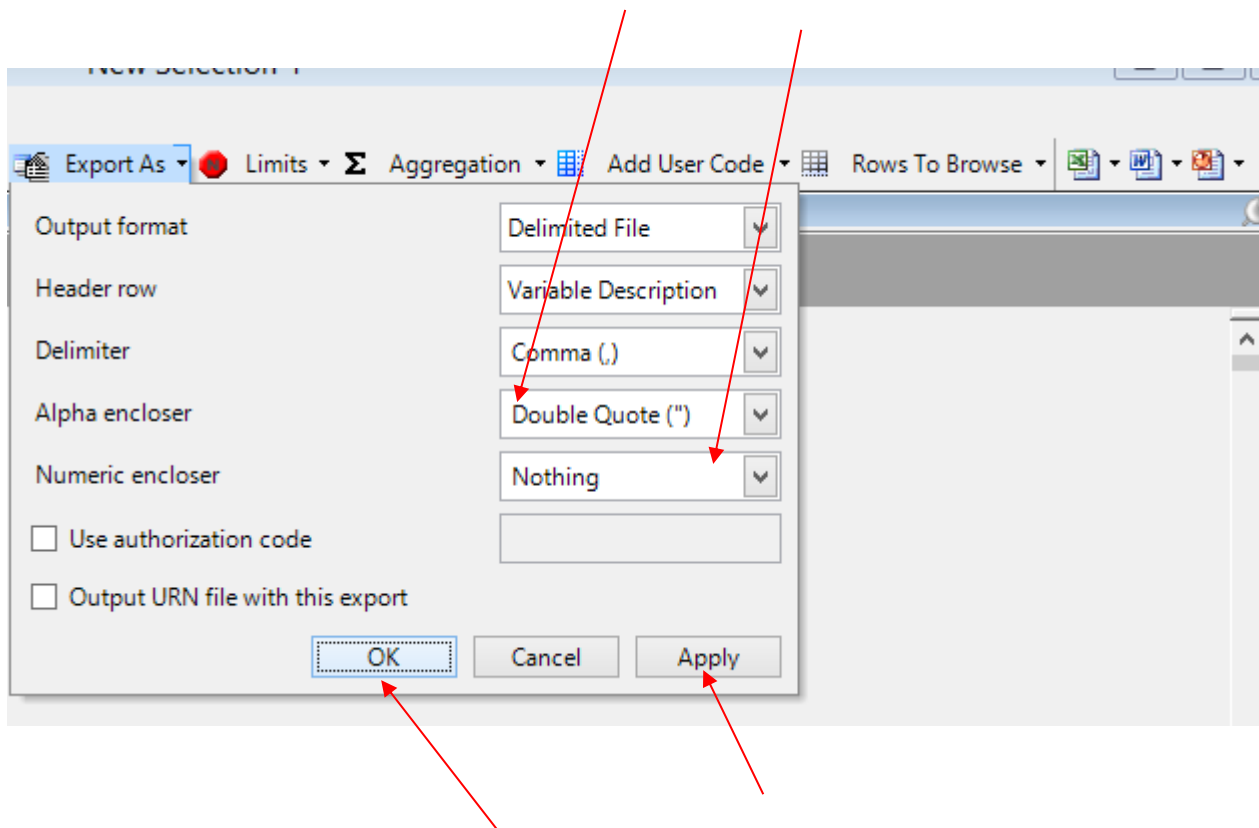 Export As Limits Σ Aggregation Add User Code Rows To Browse
Output format Delimited File
Header row Variable Description
Delimiter Comma (,)
Alpha encloser Double Quote (")
Numeric encloser Nothing
Use authorization code
Output URN file with this export
OK Cancel Apply